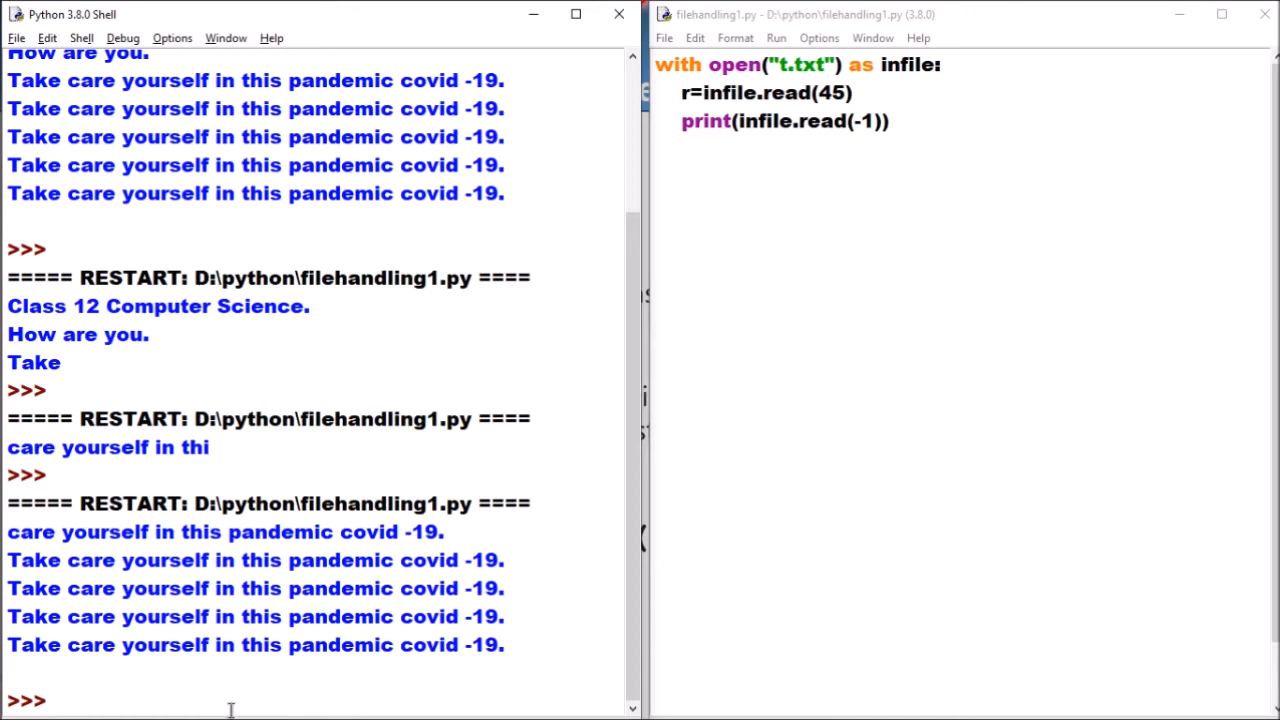 Python 3.8.0 Shell
File Edit Shell Debug Options Window Help
How are you.
Take care yourself in this pandemic covid -19.
Take care yourself in this pandemic covid -19.
Take care yourself in this pandemic covid -19.
Take care yourself in this pandemic covid -19.
Take care yourself in this pandemic covid -19.
>>>
===== RESTART: D:\python\filehandling1.py ====
Class 12 Computer Science.
How are you.
Take
>>>
===== RESTART: D:\python\filehandling1.py ====
care yourself in thi
>>>
===== RESTART: D:\python\filehandling1.py ====
care yourself in this pandemic covid -19.
Take care yourself in this pandemic covid -19.
Take care yourself in this pandemic covid -19.
Take care yourself in this pandemic covid -19.
Take care yourself in this pandemic covid -19.
>>>
filehandling1.py - D:\python\filehandling1.py (3.8.0)
File Edit Format Run Options Window Help
with open("t.txt") as infile:
r=infile.read(45)
print(infile.read(-1))